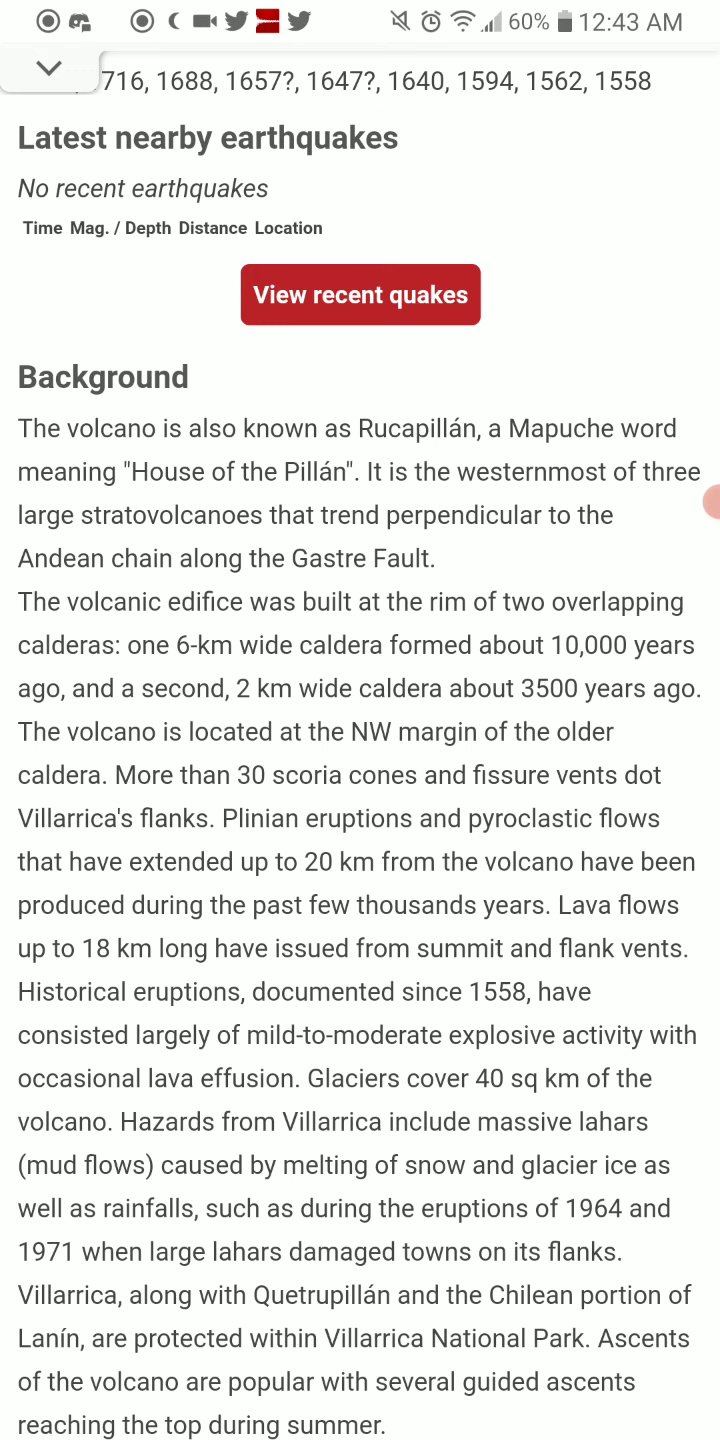 60% 12:43 AM
716, 1688, 1657?, 1647?, 1640, 1594, 1562, 1558
Latest nearby earthquakes
No recent earthquakes
Time Mag. / Depth Distance Location
View recent quakes
Background
The volcano is also known as Rucapillán, a Mapuche word
meaning "House of the Pillán". It is the westernmost of three
large stratovolcanoes that trend perpendicular to the
Andean chain along the Gastre Fault.
The volcanic edifice was built at the rim of two overlapping
calderas: one 6-km wide caldera formed about 10,000 years
ago, and a second, 2 km wide caldera about 3500 years ago.
The volcano is located at the NW margin of the older
caldera. More than 30 scoria cones and fissure vents dot
Villarrica's flanks. Plinian eruptions and pyroclastic flows
that have extended up to 20 km from the volcano have been
produced during the past few thousands years. Lava flows
up to 18 km long have issued from summit and flank vents.
Historical eruptions, documented since 1558, have
consisted largely of mild-to-moderate explosive activity with
occasional lava effusion. Glaciers cover 40 sq km of the
volcano. Hazards from Villarrica include massive lahars
(mud flows) caused by melting of snow and glacier ice as
well as rainfalls, such as during the eruptions of 1964 and
1971 when large lahars damaged towns on its flanks.
Villarrica, along with Quetrupillán and the Chilean portion of
Lanín, are protected within Villarrica National Park. Ascents
of the volcano are popular with several guided ascents
reaching the top during summer.